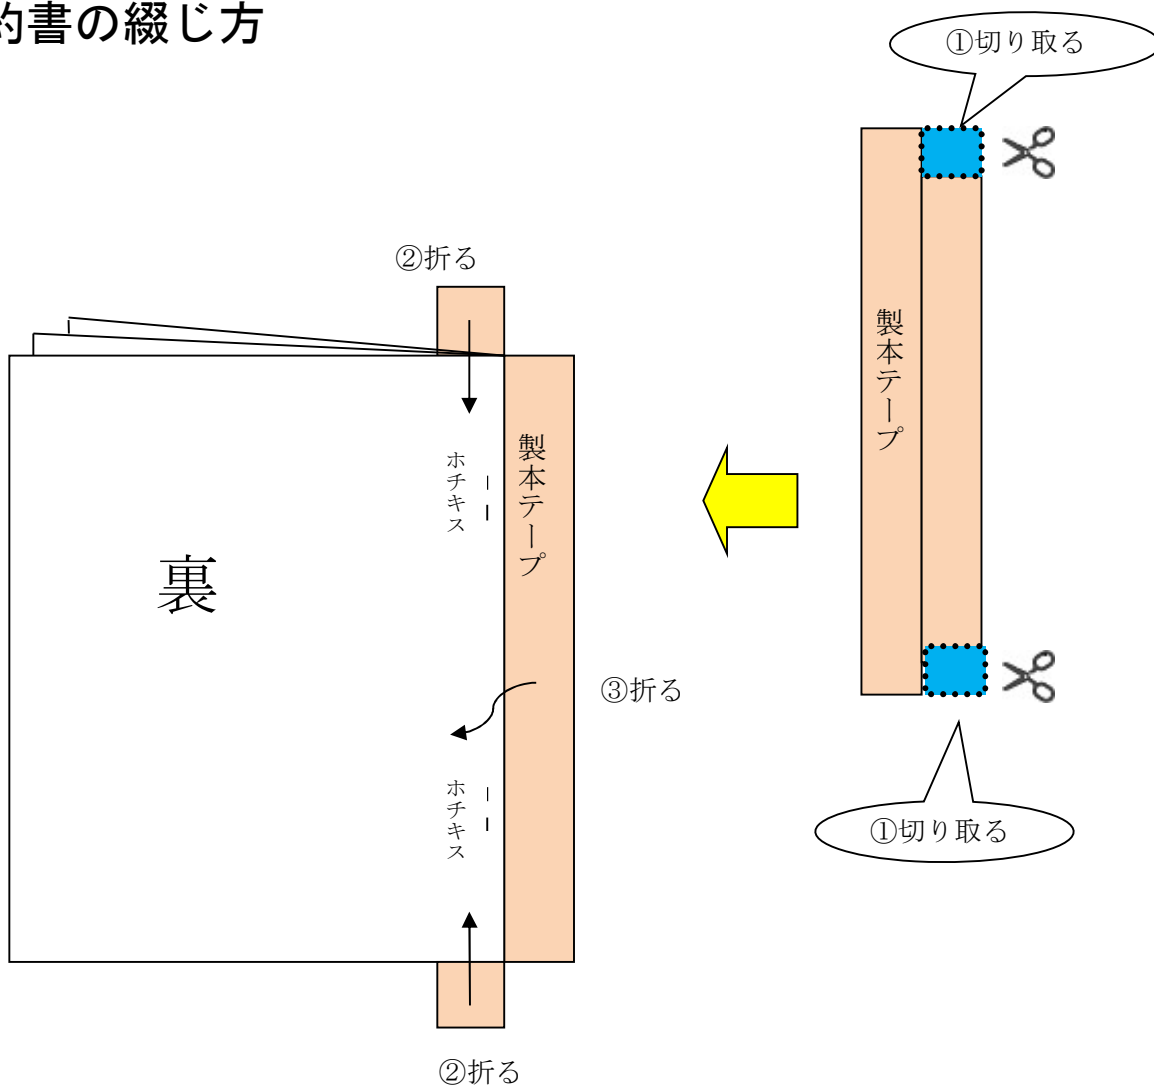 約書の綴じ方
①切り取る
②折る
製本テープ
製本テープ
ホチキス
裏
③折る
ホチキス
①切り取る
②折る